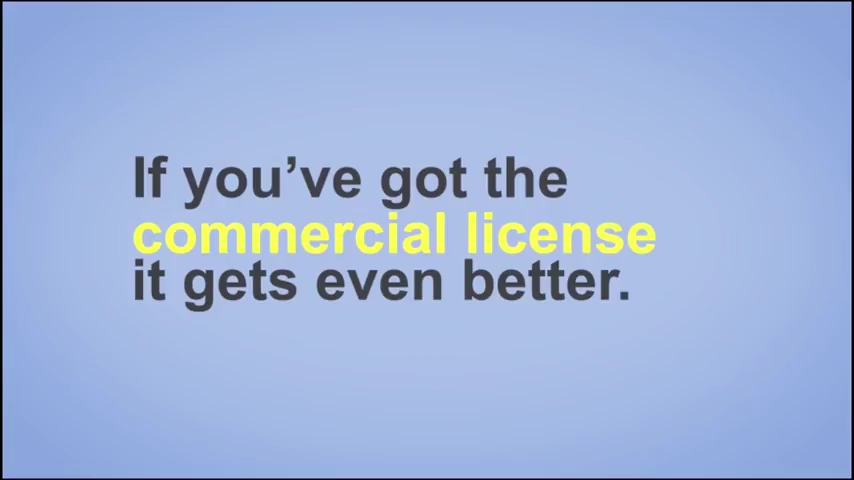 If you’ve got the
commercial license
it gets even better.